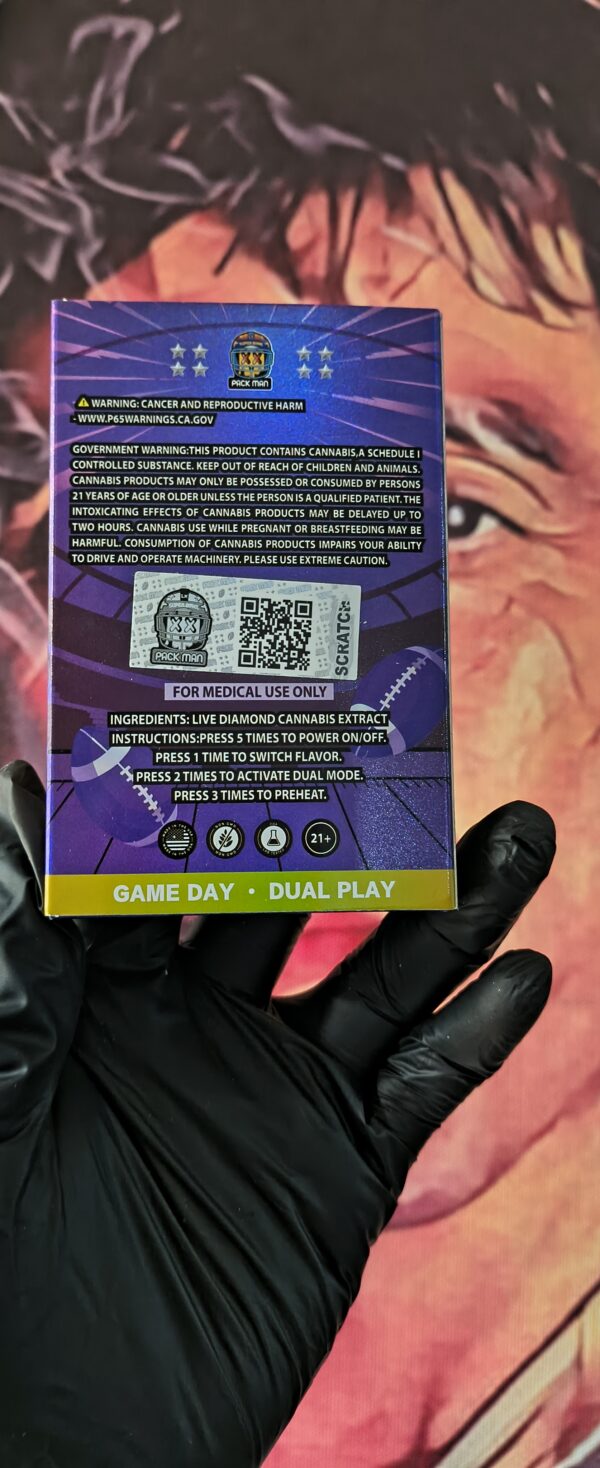 PACK MAN
WARNING: CANCER AND REPRODUCTIVE HARM
- WWW.P65WARNINGS.CA.GOV
GOVERNMENT WARNING:THIS PRODUCT CONTAINS CANNABIS,A SCHEDULE I
CONTROLLED SUBSTANCE. KEEP OUT OF REACH OF CHILDREN AND ANIMALS.
CANNABIS PRODUCTS MAY ONLY BE POSSESSED OR CONSUMED BY PERSONS
21 YEARS OF AGE OR OLDER UNLESS THE PERSON IS A QUALIFIED PATIENT. THE
INTOXICATING EFFECTS OF CANNABIS PRODUCTS MAY BE DELAYED UP TO
TWO HOURS. CANNABIS USE WHILE PREGNANT OR BREASTFEEDING MAY BE
HARMFUL. CONSUMPTION OF CANNABIS PRODUCTS IMPAIRS YOUR ABILITY
TO DRIVE AND OPERATE MACHINERY. PLEASE USE EXTREME CAUTION.
PACK MAN
SCRATCH
FOR MEDICAL USE ONLY
INGREDIENTS: LIVE DIAMOND CANNABIS EXTRACT
INSTRUCTIONS:PRESS 5 TIMES TO POWER ON/OFF.
PRESS 1 TIME TO SWITCH FLAVOR.
PRESS 2 TIMES TO ACTIVATE DUAL MODE.
PRESS 3 TIMES TO PREHEAT.
21+
GAME DAY · DUAL PLAY